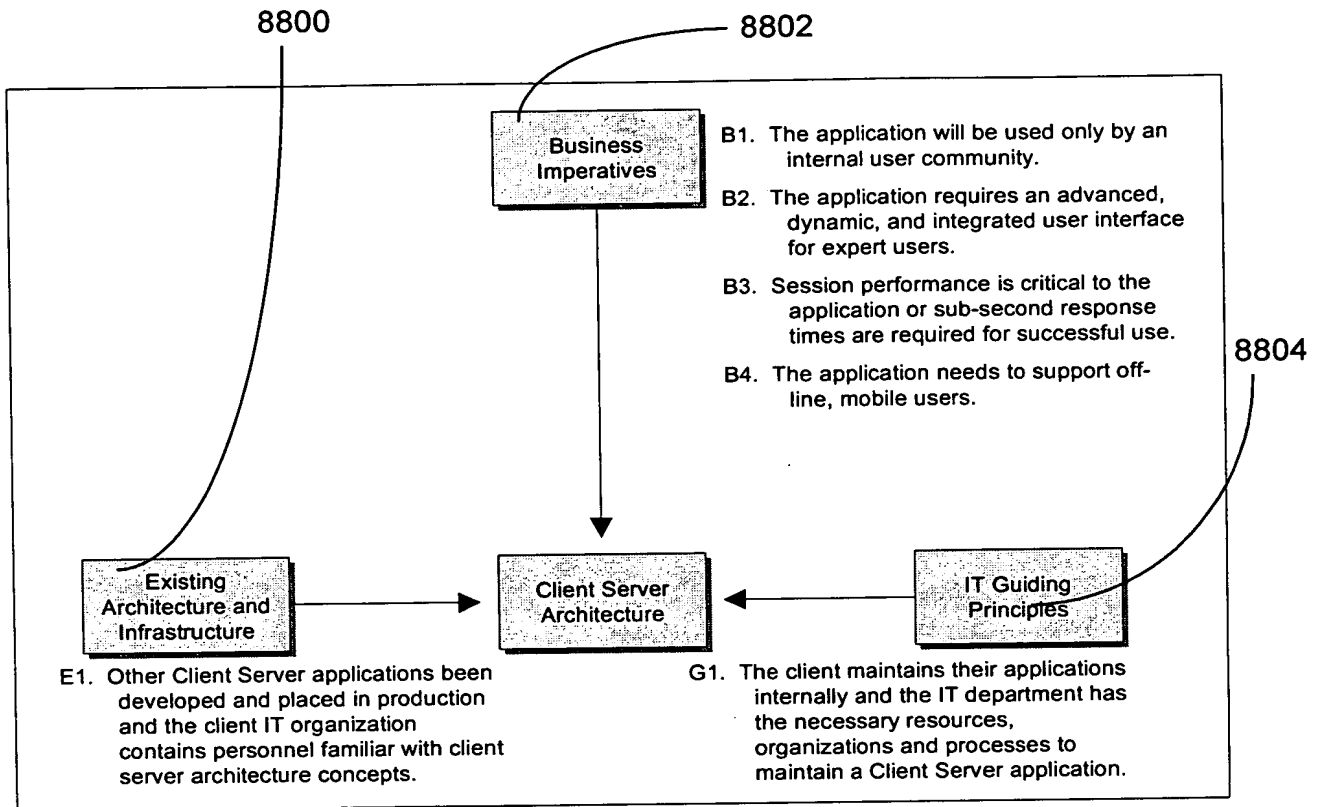 8800
8802
Business
Imperatives
B1. The application will be used only by an
internal user community.
B2. The application requires an advanced,
dynamic, and integrated user interface
for expert users.
B3. Session performance is critical to the
application or sub-second response
times are required for successful use.
B4. The application needs to support off-
line, mobile users.
8804
Existing
Architecture and
Infrastructure
Client Server
Architecture
IT Guiding
Principles
E1. Other Client Server applications been
developed and placed in production
and the client IT organization
contains personnel familiar with client
server architecture concepts.
G1. The client maintains their applications
internally and the IT department has
the necessary resources,
organizations and processes to
maintain a Client Server application.